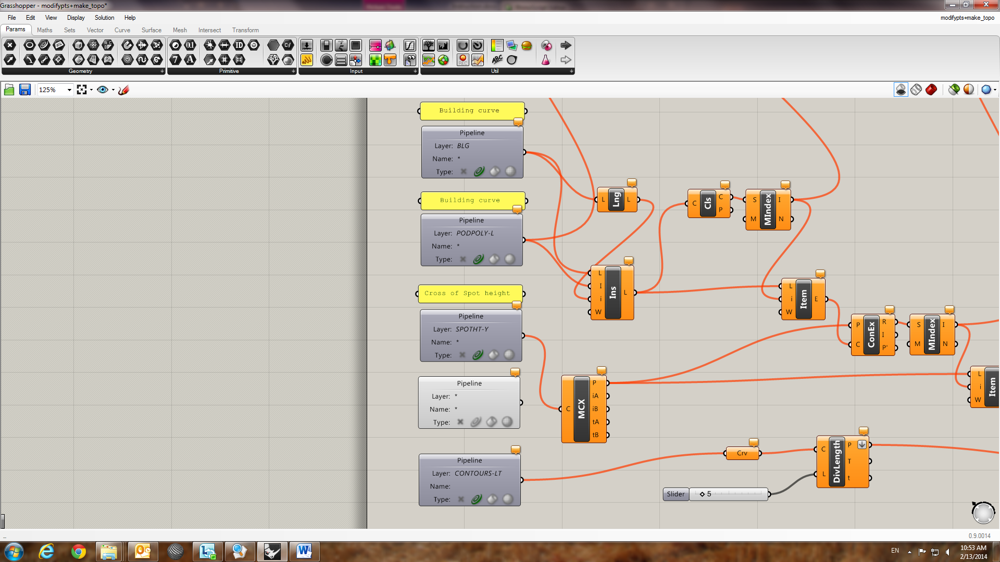 Grasshopper - modifypts+make_topo*
File Edit View Display Solution Help
modifypts+make_topo
Params Maths Sets Vector Curve Surface Mesh Intersect Transform
Geometry
Primitive
Input
Util
125%
Building curve
Pipeline
Layer: BLG
Name: *
Type:
Building curve
Pipeline
Layer: PODPOLY-L
Name: *
Type:
Cross of Spot height
Pipeline
Layer: SPOTHT-Y
Name: *
Type:
Pipeline
Layer: *
Name: *
Type:
Pipeline
Layer: CONTOURS-LT
Name:
Type:
L Lng L
C Cls C P
S M MIndex I N
L I i W Ins L
L i W Item E
P C ConEx R I P'
S M MIndex I N
L i W Item
C MCX P iA iB tA tB
Crv
C L DivLength P T t
Slider 5
0.9.0014
EN
10:53 AM
2/13/2014